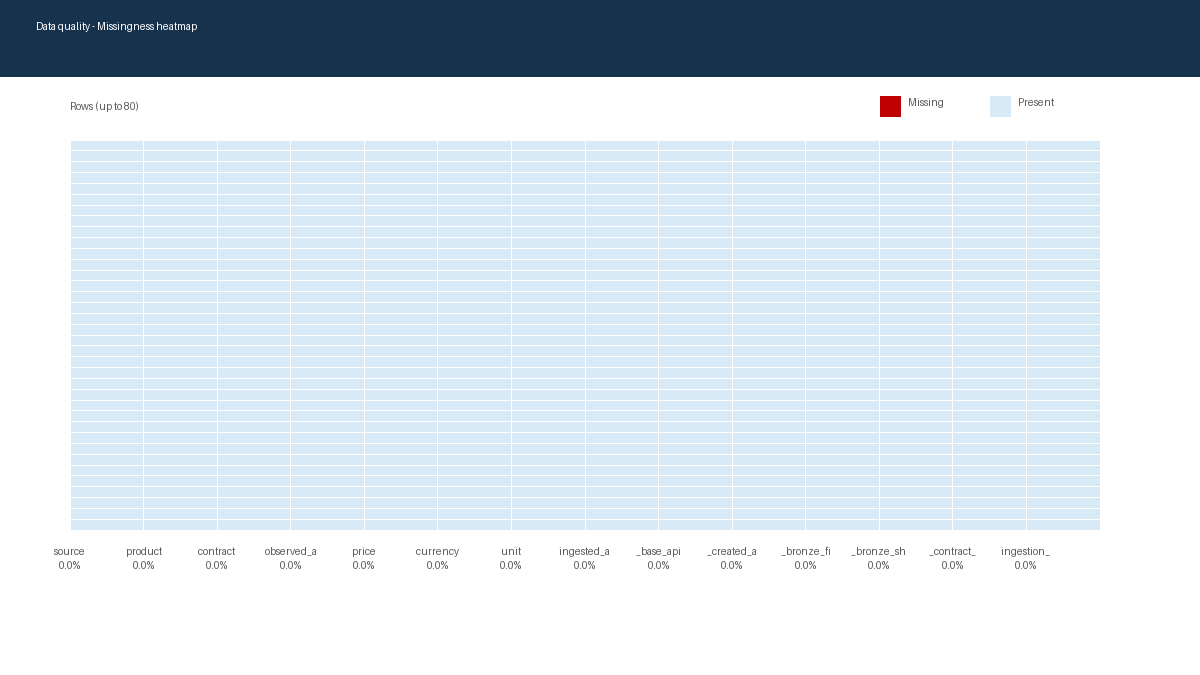 Data quality - Missingness heatmap
Rows (up to 80)
Missing
Present
source product contract observed_a price currency unit ingested_a _base_api _created_a _bronze_fi _bronze_sh _contract_ ingestion_
0.0% 0.0% 0.0% 0.0% 0.0% 0.0% 0.0% 0.0% 0.0% 0.0% 0.0% 0.0% 0.0% 0.0%